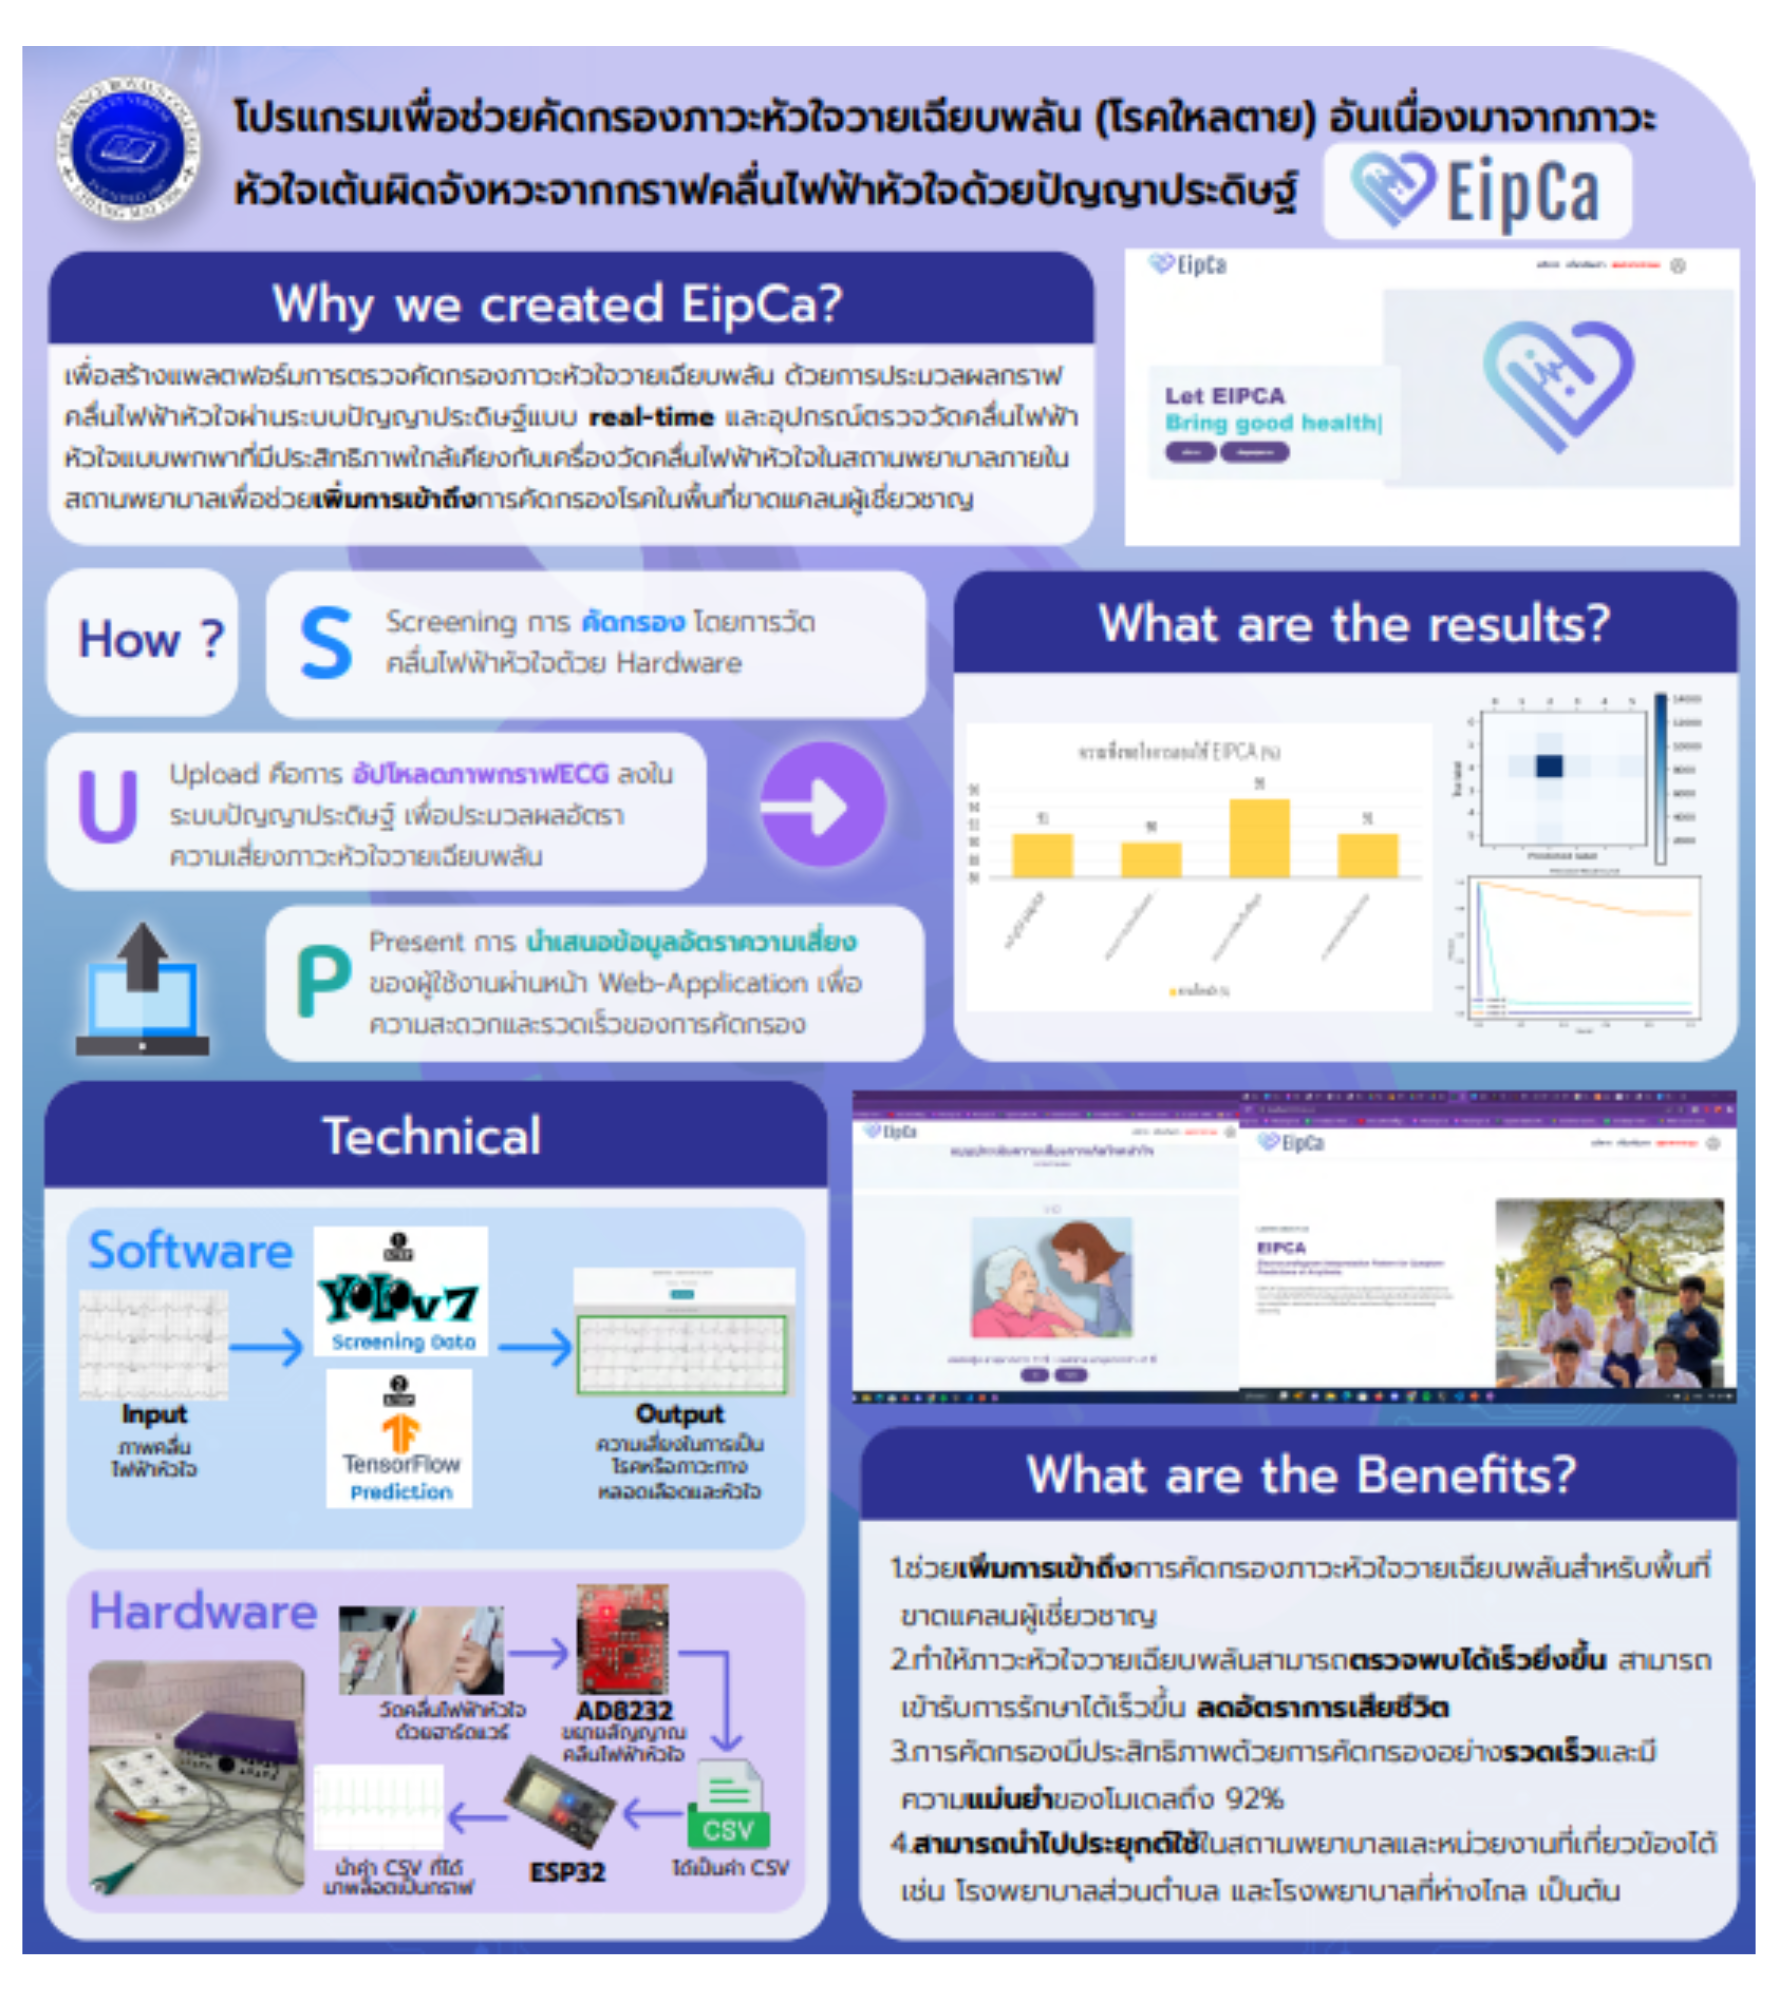 โปรแกรมเพื่อช่วยคัดกรองภาวะหัวใจวายเฉียบพลัน (โรคใหลตาย) อันเนื่องมาจากภาวะ
หัวใจเต้นผิดจังหวะจากกราฟคลื่นไฟฟ้าหัวใจด้วยปัญญาประดิษฐ์
EipCa
Why we created EipCa?
เพื่อสร้างแพลตฟอร์มการตรวจคัดกรองภาวะหัวใจวายเฉียบพลัน ด้วยการประมวลผลกราฟ
คลื่นไฟฟ้าหัวใจผ่านระบบปัญญาประดิษฐ์แบบ real-time และอุปกรณ์ตรวจวัดคลื่นไฟฟ้า
หัวใจแบบพกพาที่มีประสิทธิภาพใกล้เคียงกับเครื่องวัดคลื่นไฟฟ้าหัวใจในสถานพยาบาลภายใน
สถานพยาบาลเพื่อช่วยเพิ่มการเข้าถึงการคัดกรองโรคในพื้นที่ขาดแคลนผู้เชี่ยวชาญ
EipCa
Let EIPCA
Bring good health|
How ?
S
Screening การ คัดกรอง โดยการวัด
คลื่นไฟฟ้าหัวใจด้วย Hardware
U
Upload คือการ อัปโหลดภาพกราฟECG ลงใน
ระบบปัญญาประดิษฐ์ เพื่อประมวลผลอัตรา
ความเสี่ยงภาวะหัวใจวายเฉียบพลัน
P
Present การ นำเสนอข้อมูลอัตราความเสี่ยง
ของผู้ใช้งานผ่านหน้า Web-Application เพื่อ
ความสะดวกและรวดเร็วของการคัดกรอง
What are the results?
EIPCA (%)
Technical
Software
Input
ภาพคลื่น
ไฟฟ้าหัวใจ
1
YOLOv7
Screening Data
2
TensorFlow
Prediction
Output
ความเสี่ยงในการเป็น
โรคหรือภาวะทาง
หลอดเลือดและหัวใจ
Hardware
วัดคลื่นไฟฟ้าหัวใจ
ด้วยฮาร์ดแวร์
AD8232
ขยายสัญญาณ
คลื่นไฟฟ้าหัวใจ
CSV
ได้เป็นค่า CSV
ESP32
นำค่า CSV ที่ได้
มาพล็อตเป็นกราฟ
EipCa
EipCa
EIPCA
What are the Benefits?
1.ช่วยเพิ่มการเข้าถึงการคัดกรองภาวะหัวใจวายเฉียบพลันสำหรับพื้นที่
ขาดแคลนผู้เชี่ยวชาญ
2.ทำให้ภาวะหัวใจวายเฉียบพลันสามารถตรวจพบได้เร็วยิ่งขึ้น สามารถ
เข้ารับการรักษาได้เร็วขึ้น ลดอัตราการเสียชีวิต
3.การคัดกรองมีประสิทธิภาพด้วยการคัดกรองอย่างรวดเร็วและมี
ความแม่นยำของโมเดลถึง 92%
4.สามารถนำไปประยุกต์ใช้ในสถานพยาบาลและหน่วยงานที่เกี่ยวข้องได้
เช่น โรงพยาบาลส่วนตำบล และโรงพยาบาลที่ห่างไกล เป็นต้น